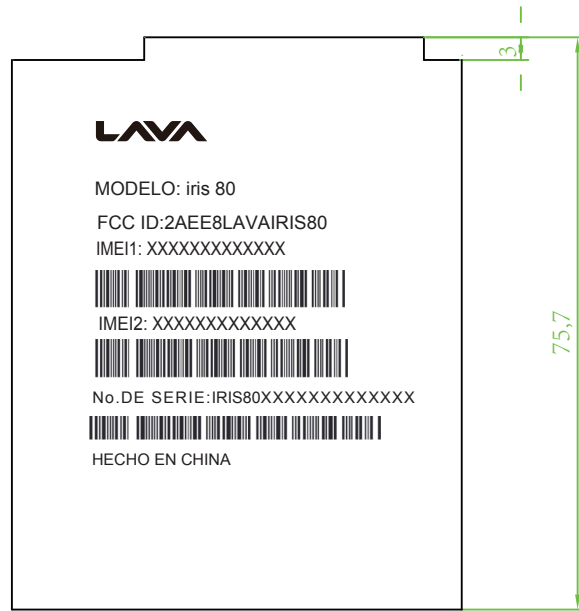 3
LAVA
MODELO: iris 80
FCC ID:2AEE8LAVAIRIS80
IMEI1: XXXXXXXXXXXXX
IMEI2: XXXXXXXXXXXXX
No.DE SERIE:IRIS80XXXXXXXXXXXXX
HECHO EN CHINA
75,7